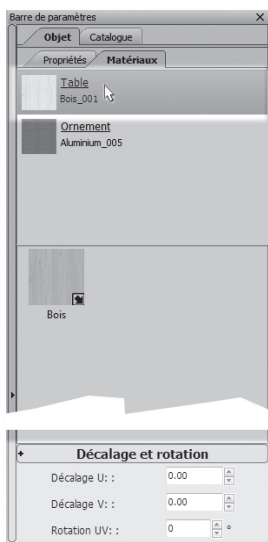 Barre de paramètres X
Objet Catalogue
Propriétés Matériaux
Table
Bois_001
Ornement
Aluminium_005
Bois
Décalage et rotation
Décalage U: : 0.00
Décalage V: : 0.00
Rotation UV: : 0 °